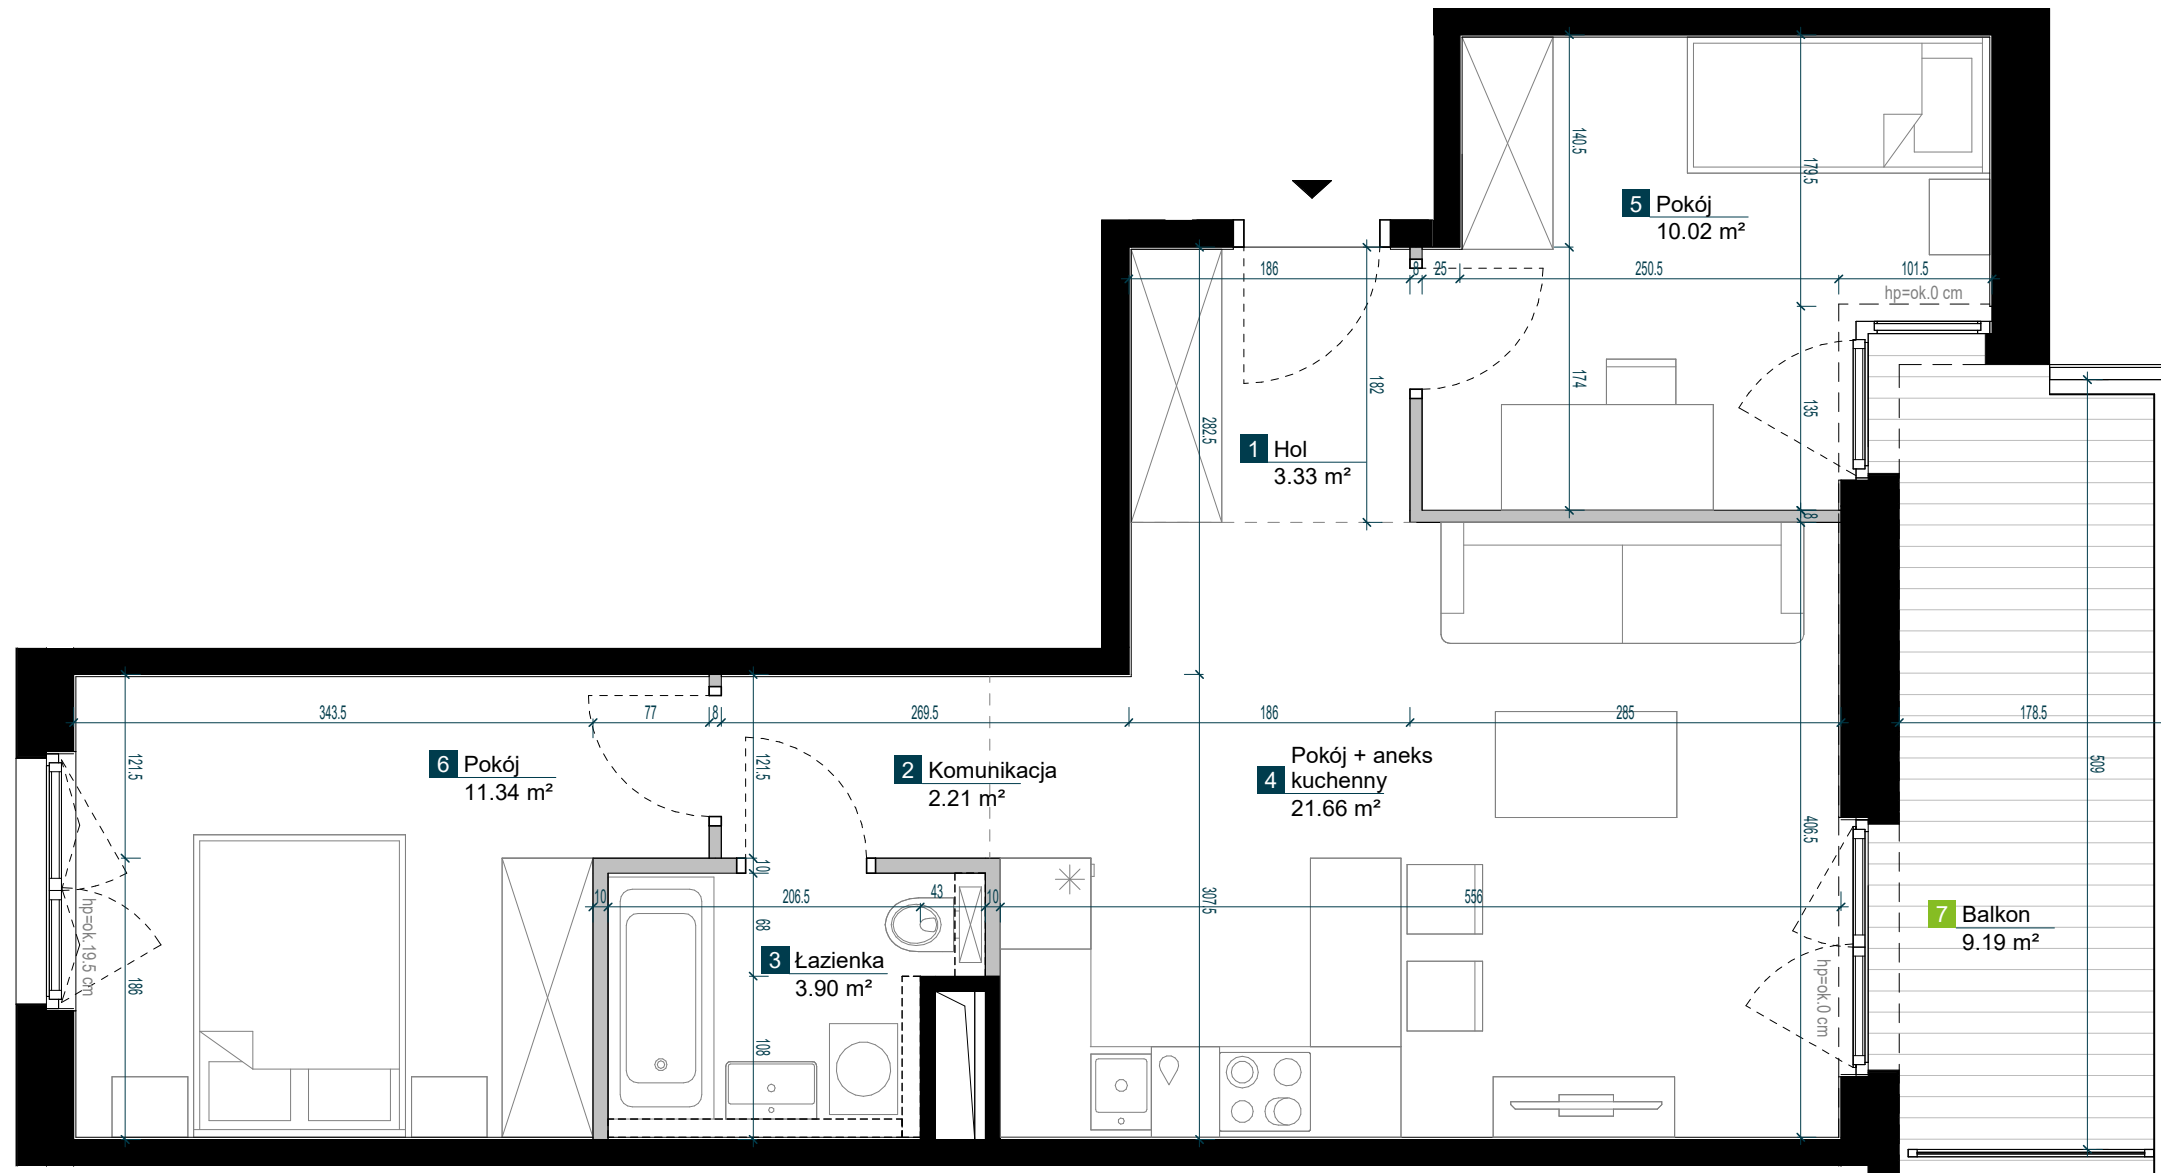 140.5
179.5
5 Pokój
10.02 m²
186
8
25
250.5
101.5
hp=ok.0 cm
182
174
135
282.5
1 Hol
3.33 m²
8
343.5
77
8
269.5
186
285
178.5
121.5
6 Pokój
11.34 m²
121.5
2 Komunikacja
2.21 m²
Pokój + aneks
4 kuchenny
21.66 m²
509
406.5
10
10
206.5
43
10
307.5
556
hp=ok.19.5 cm
68
7 Balkon
9.19 m²
3 Łazienka
3.90 m²
186
hp=ok.0 cm
108